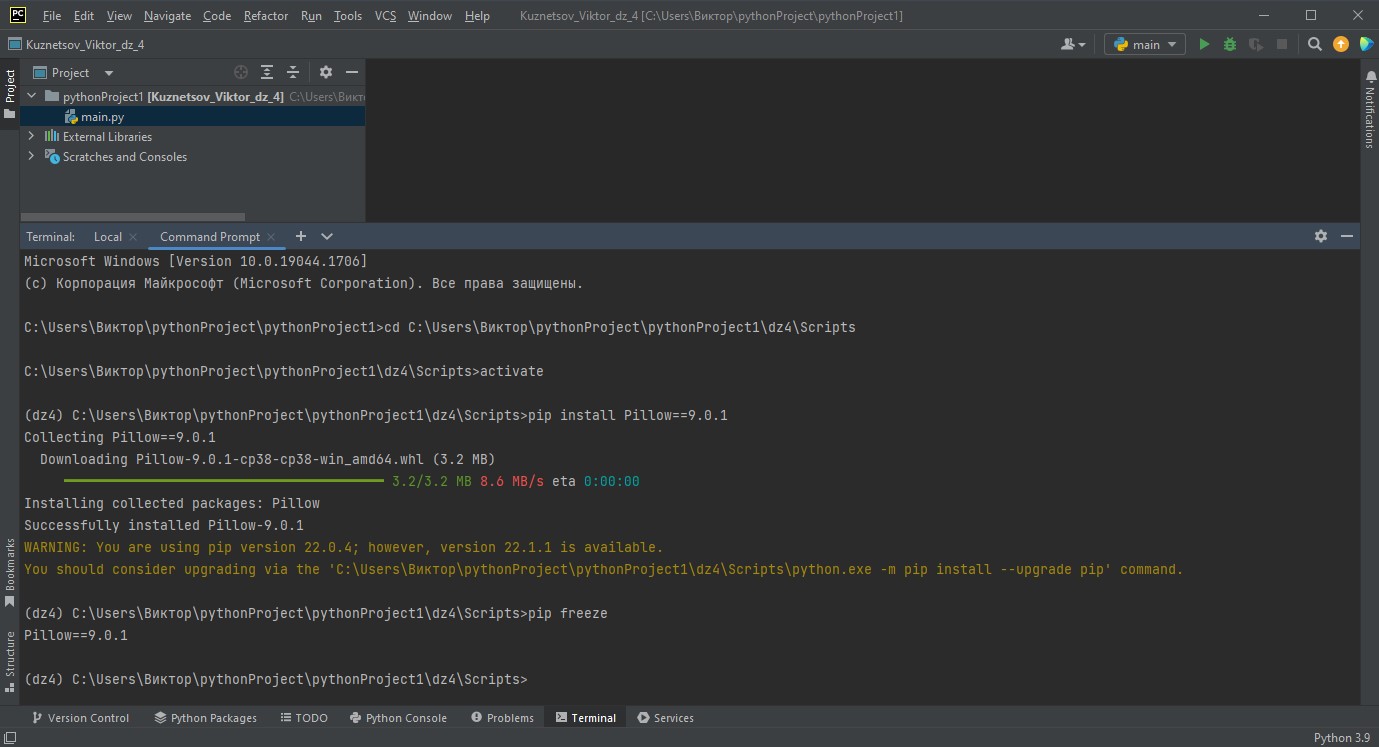 PC File Edit View Navigate Code Refactor Run Tools VCS Window Help Kuznetsov_Viktor_dz_4 [C:\Users\Виктор\pythonProject\pythonProject1]
Kuznetsov_Viktor_dz_4 main
Project
Project
pythonProject1 [Kuznetsov_Viktor_dz_4] C:\Users\Викт
main.py
External Libraries
Scratches and Consoles
Notifications
Terminal: Local Command Prompt
Microsoft Windows [Version 10.0.19044.1706]
(c) Корпорация Майкрософт (Microsoft Corporation). Все права защищены.
C:\Users\Виктор\pythonProject\pythonProject1>cd C:\Users\Виктор\pythonProject\pythonProject1\dz4\Scripts
C:\Users\Виктор\pythonProject\pythonProject1\dz4\Scripts>activate
(dz4) C:\Users\Виктор\pythonProject\pythonProject1\dz4\Scripts>pip install Pillow==9.0.1
Collecting Pillow==9.0.1
Downloading Pillow-9.0.1-cp38-cp38-win_amd64.whl (3.2 MB)
3.2/3.2 MB 8.6 MB/s eta 0:00:00
Installing collected packages: Pillow
Successfully installed Pillow-9.0.1
WARNING: You are using pip version 22.0.4; however, version 22.1.1 is available.
You should consider upgrading via the 'C:\Users\Виктор\pythonProject\pythonProject1\dz4\Scripts\python.exe -m pip install --upgrade pip' command.
(dz4) C:\Users\Виктор\pythonProject\pythonProject1\dz4\Scripts>pip freeze
Pillow==9.0.1
(dz4) C:\Users\Виктор\pythonProject\pythonProject1\dz4\Scripts>
Bookmarks
Structure
Version Control Python Packages TODO Python Console Problems Terminal Services
Python 3.9